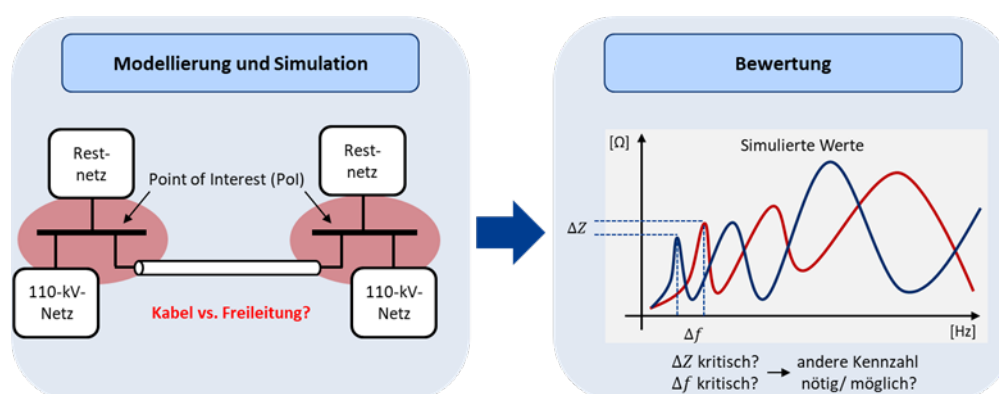 Modellierung und Simulation
Rest-
netz
Rest-
netz
Point of Interest (PoI)
110-kV-
Netz
110-kV-
Netz
Kabel vs. Freileitung?
Bewertung
[Ω]
Simulierte Werte
ΔZ
Δf
[Hz]
ΔZ kritisch?
Δf kritisch?
andere Kennzahl
nötig/ möglich?